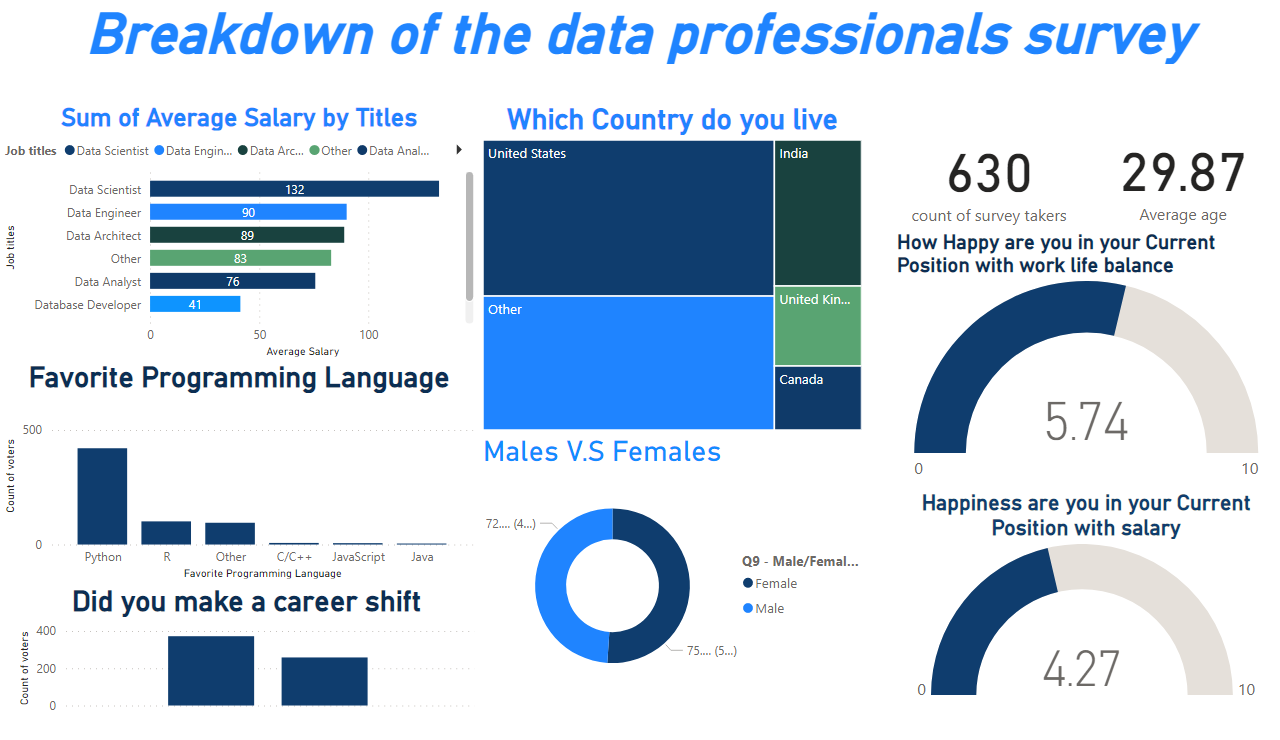 Breakdown of the data professionals survey
Sum of Average Salary by Titles
Job titles Data Scientist Data Engin... Data Arc... Other Data Anal...
Job titles
Data Scientist 132
Data Engineer 90
Data Architect 89
Other 83
Data Analyst 76
Database Developer 41
0 50 100
Average Salary
Favorite Programming Language
Count of voters
500
0
Python R Other C/C++ JavaScript Java
Favorite Programming Language
Did you make a career shift
Count of voters
400
200
0
Which Country do you live
United States
India
Other
United Kin...
Canada
Males V.S Females
72.... (4...)
75.... (5...)
Q9 - Male/Femal...
Female
Male
630
count of survey takers
29.87
Average age
How Happy are you in your Current
Position with work life balance
5.74
0 10
Happiness are you in your Current
Position with salary
4.27
0 10